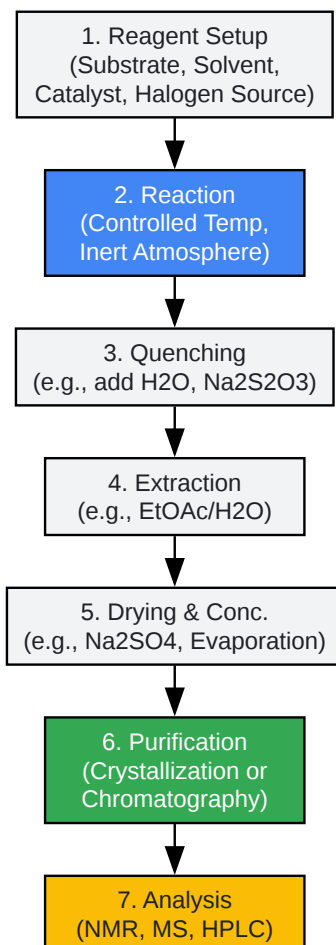 1. Reagent Setup
(Substrate, Solvent,
Catalyst, Halogen Source)
2. Reaction
(Controlled Temp,
Inert Atmosphere)
3. Quenching
(e.g., add H2O, Na2S2O3)
4. Extraction
(e.g., EtOAc/H2O)
5. Drying & Conc.
(e.g., Na2SO4, Evaporation)
6. Purification
(Crystallization or
Chromatography)
7. Analysis
(NMR, MS, HPLC)